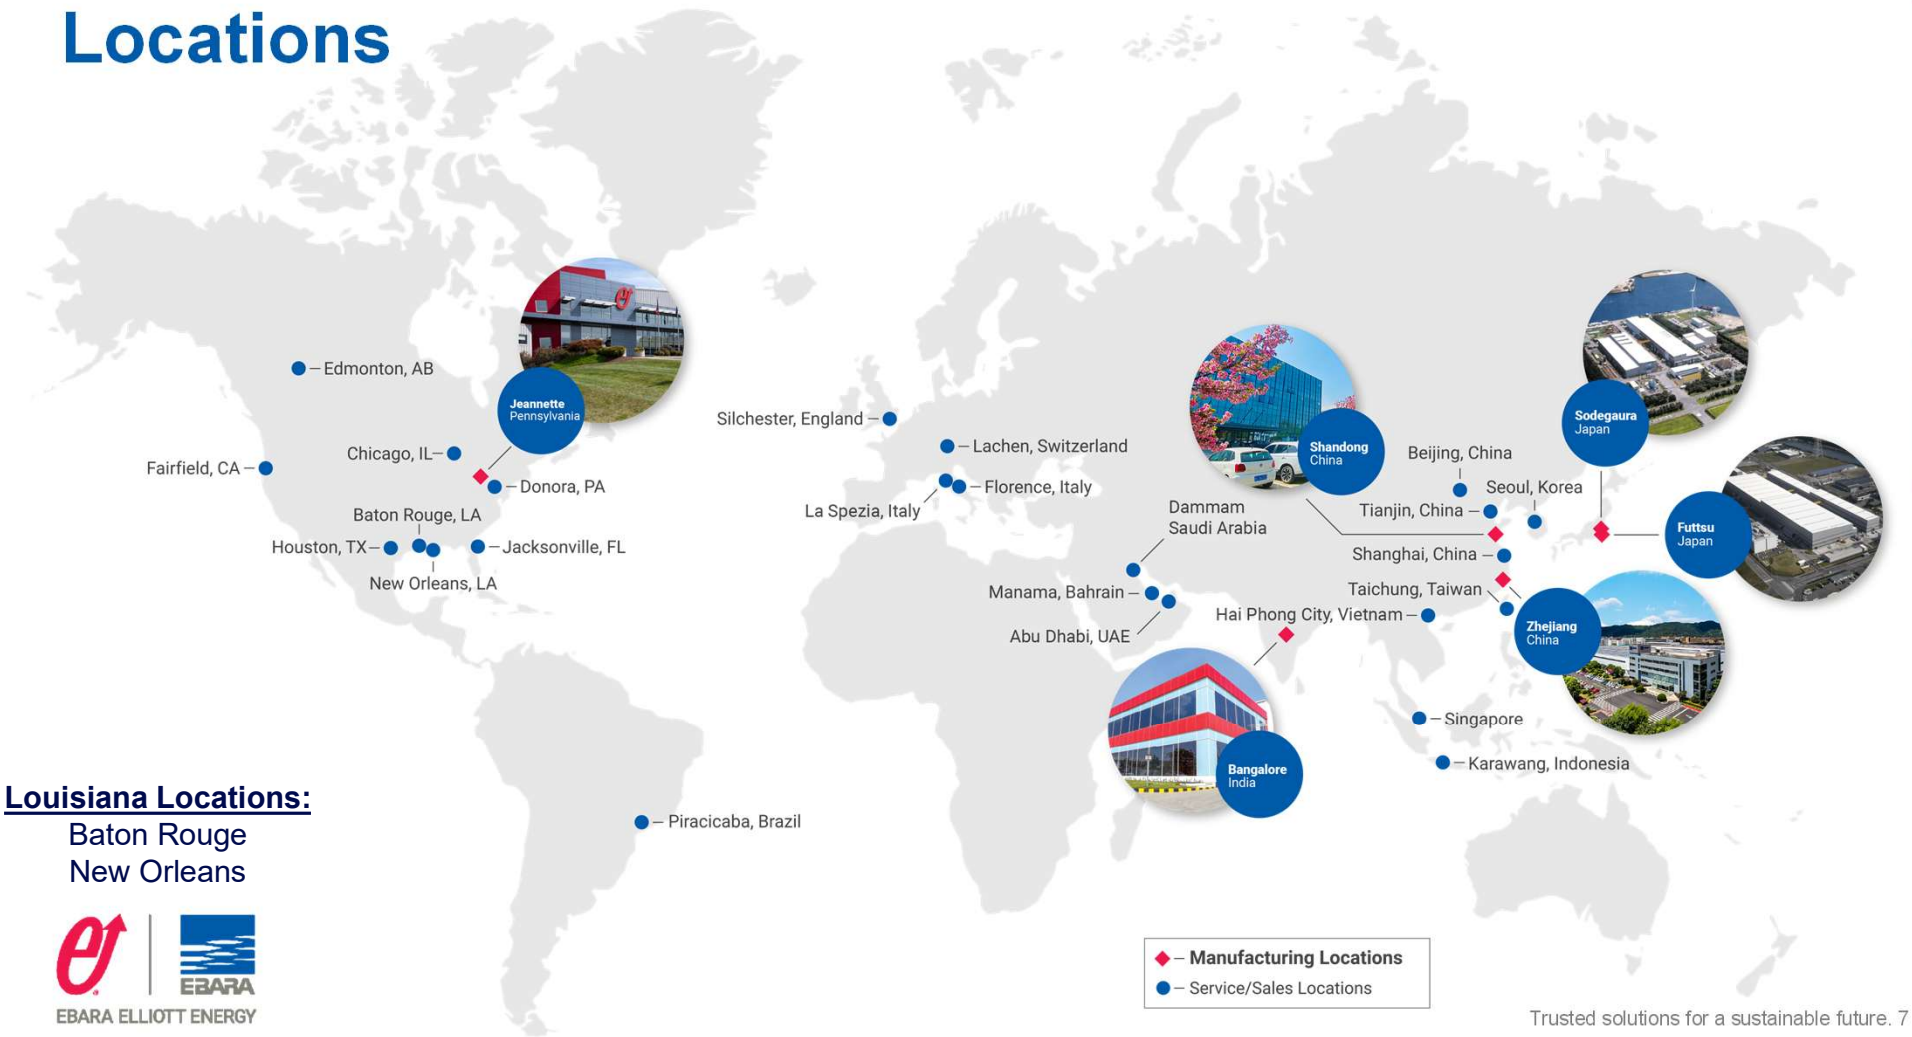 Locations
Edmonton, AB
Jeannette
Pennsylvania
Chicago, IL
Fairfield, CA
Donora, PA
Baton Rouge, LA
Houston, TX
Jacksonville, FL
New Orleans, LA
Silchester, England
Lachen, Switzerland
Florence, Italy
La Spezia, Italy
Dammam
Saudi Arabia
Manama, Bahrain
Abu Dhabi, UAE
Shandong
China
Sodegaura
Japan
Beijing, China
Seoul, Korea
Tianjin, China
Futtsu
Japan
Shanghai, China
Taichung, Taiwan
Hai Phong City, Vietnam
Zhejiang
China
Singapore
Karawang, Indonesia
Bangalore
India
Piracicaba, Brazil
Louisiana Locations:
Baton Rouge
New Orleans
EBARA
EBARA ELLIOTT ENERGY
Manufacturing Locations
Service/Sales Locations
Trusted solutions for a sustainable future. 7